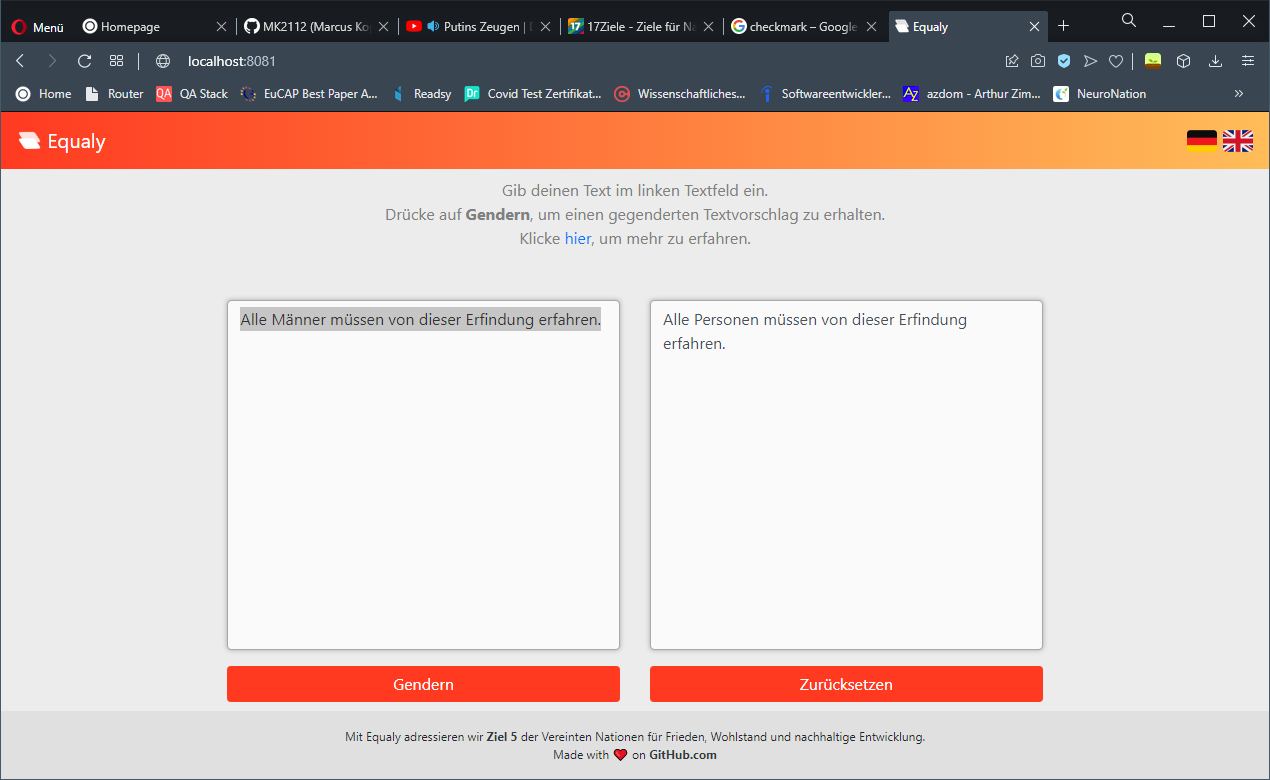 Menü
Homepage
MK2112 (Marcus Ko
Putins Zeugen |
17Ziele - Ziele für Na
checkmark – Google
Equaly
localhost:8081
Home
Router
QA QA Stack
EuCAP Best Paper A...
Readsy
Dr Covid Test Zertifikat...
Wissenschaftliches...
Softwareentwickler...
AZ azdom - Arthur Zim...
NeuroNation
Equaly
Gib deinen Text im linken Textfeld ein.
Drücke auf Gendern, um einen gegenderten Textvorschlag zu erhalten.
Klicke hier, um mehr zu erfahren.
Alle Männer müssen von dieser Erfindung erfahren.
Alle Personen müssen von dieser Erfindung
erfahren.
Gendern
Zurücksetzen
Mit Equaly adressieren wir Ziel 5 der Vereinten Nationen für Frieden, Wohlstand und nachhaltige Entwicklung.
Made with ❤ on GitHub.com